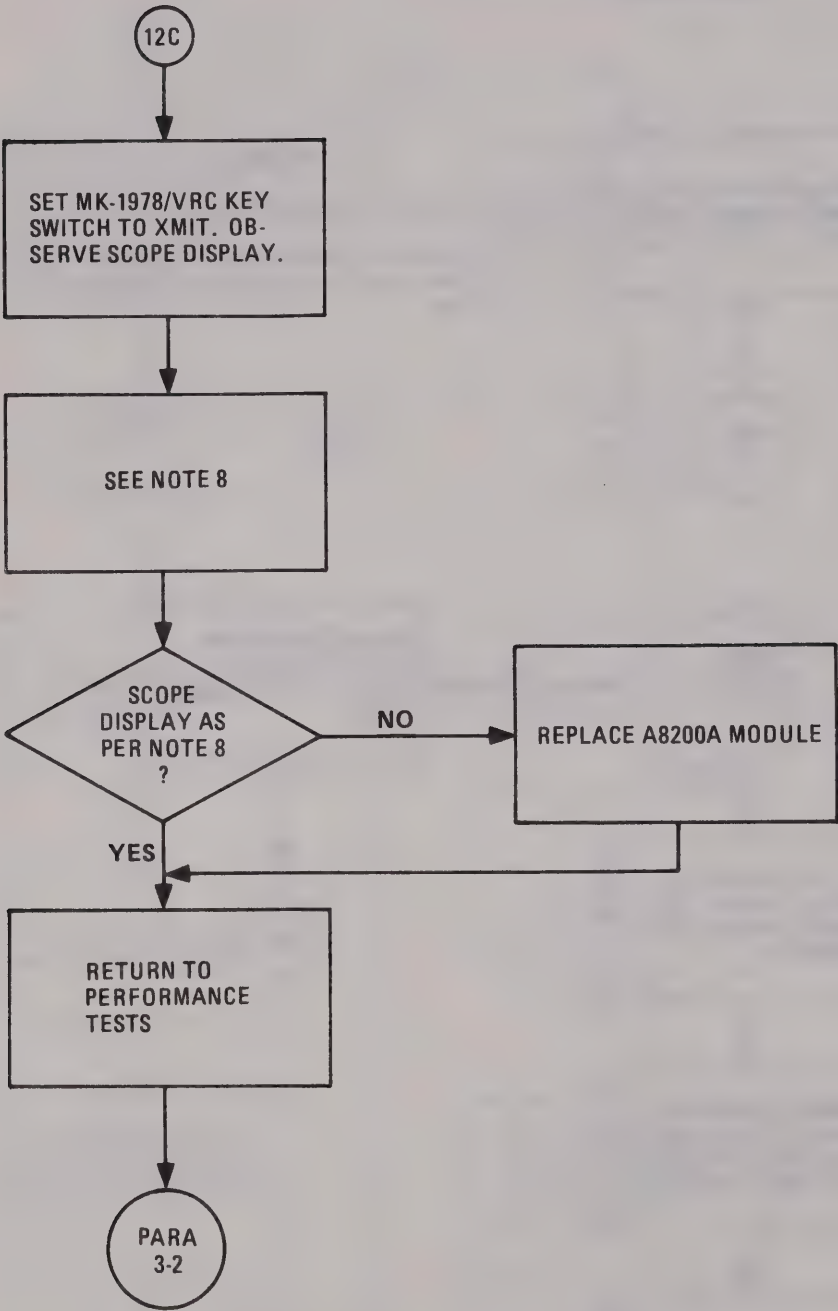 12C
SET MK-1978/VRC KEY
SWITCH TO XMIT. OB-
SERVE SCOPE DISPLAY.
SEE NOTE 8
SCOPE
DISPLAY AS
PER NOTE 8
?
NO
REPLACE A8200A MODULE
YES
RETURN TO
PERFORMANCE
TESTS
PARA
3-2